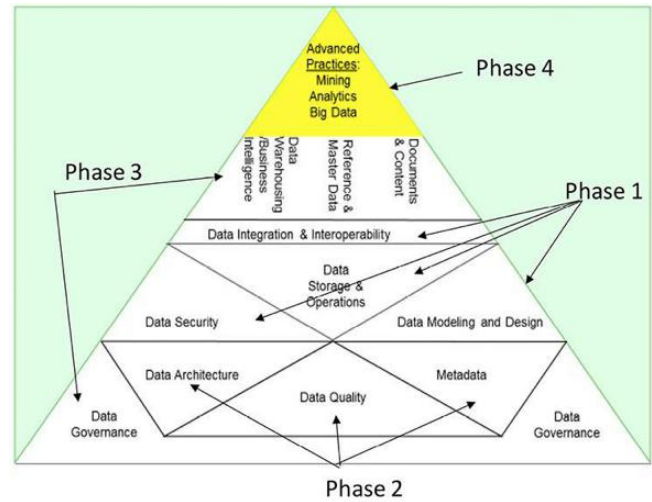 Advanced
Practices:
Mining
Analytics
Big Data
Phase 4
Data
Warehousing
/Business
Intelligence
Reference &
Master Data
Documents
& Content
Phase 3
Phase 1
Data Integration & Interoperability
Data
Storage &
Operations
Data Security
Data Modeling and Design
Data Architecture
Metadata
Data Quality
Data
Governance
Data
Governance
Phase 2